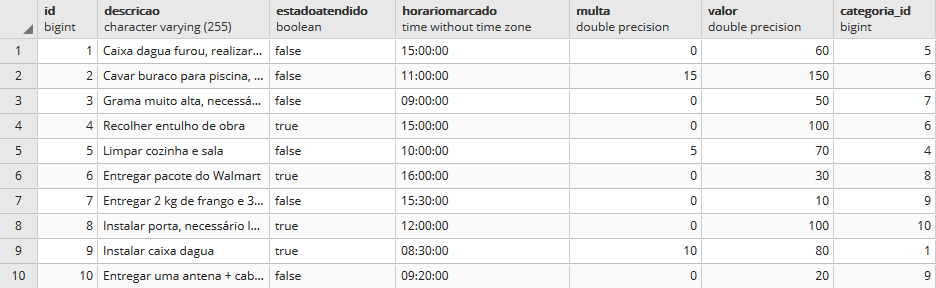 id descricao estadoatendido horariomarcado multa valor categoria_id
bigint character varying (255) boolean time without time zone double precision double precision bigint
1 1 Caixa dagua furou, realizar... false 15:00:00 0 60 5
2 2 Cavar buraco para piscina, ... false 11:00:00 15 150 6
3 3 Grama muito alta, necessá... false 09:00:00 0 50 7
4 4 Recolher entulho de obra true 15:00:00 0 100 6
5 5 Limpar cozinha e sala false 10:00:00 5 70 4
6 6 Entregar pacote do Walmart true 16:00:00 0 30 8
7 7 Entregar 2 kg de frango e 3... false 15:30:00 0 10 9
8 8 Instalar porta, necessário l... true 12:00:00 0 100 10
9 9 Instalar caixa dagua true 08:30:00 10 80 1
10 10 Entregar uma antena + cab... false 09:20:00 0 20 9